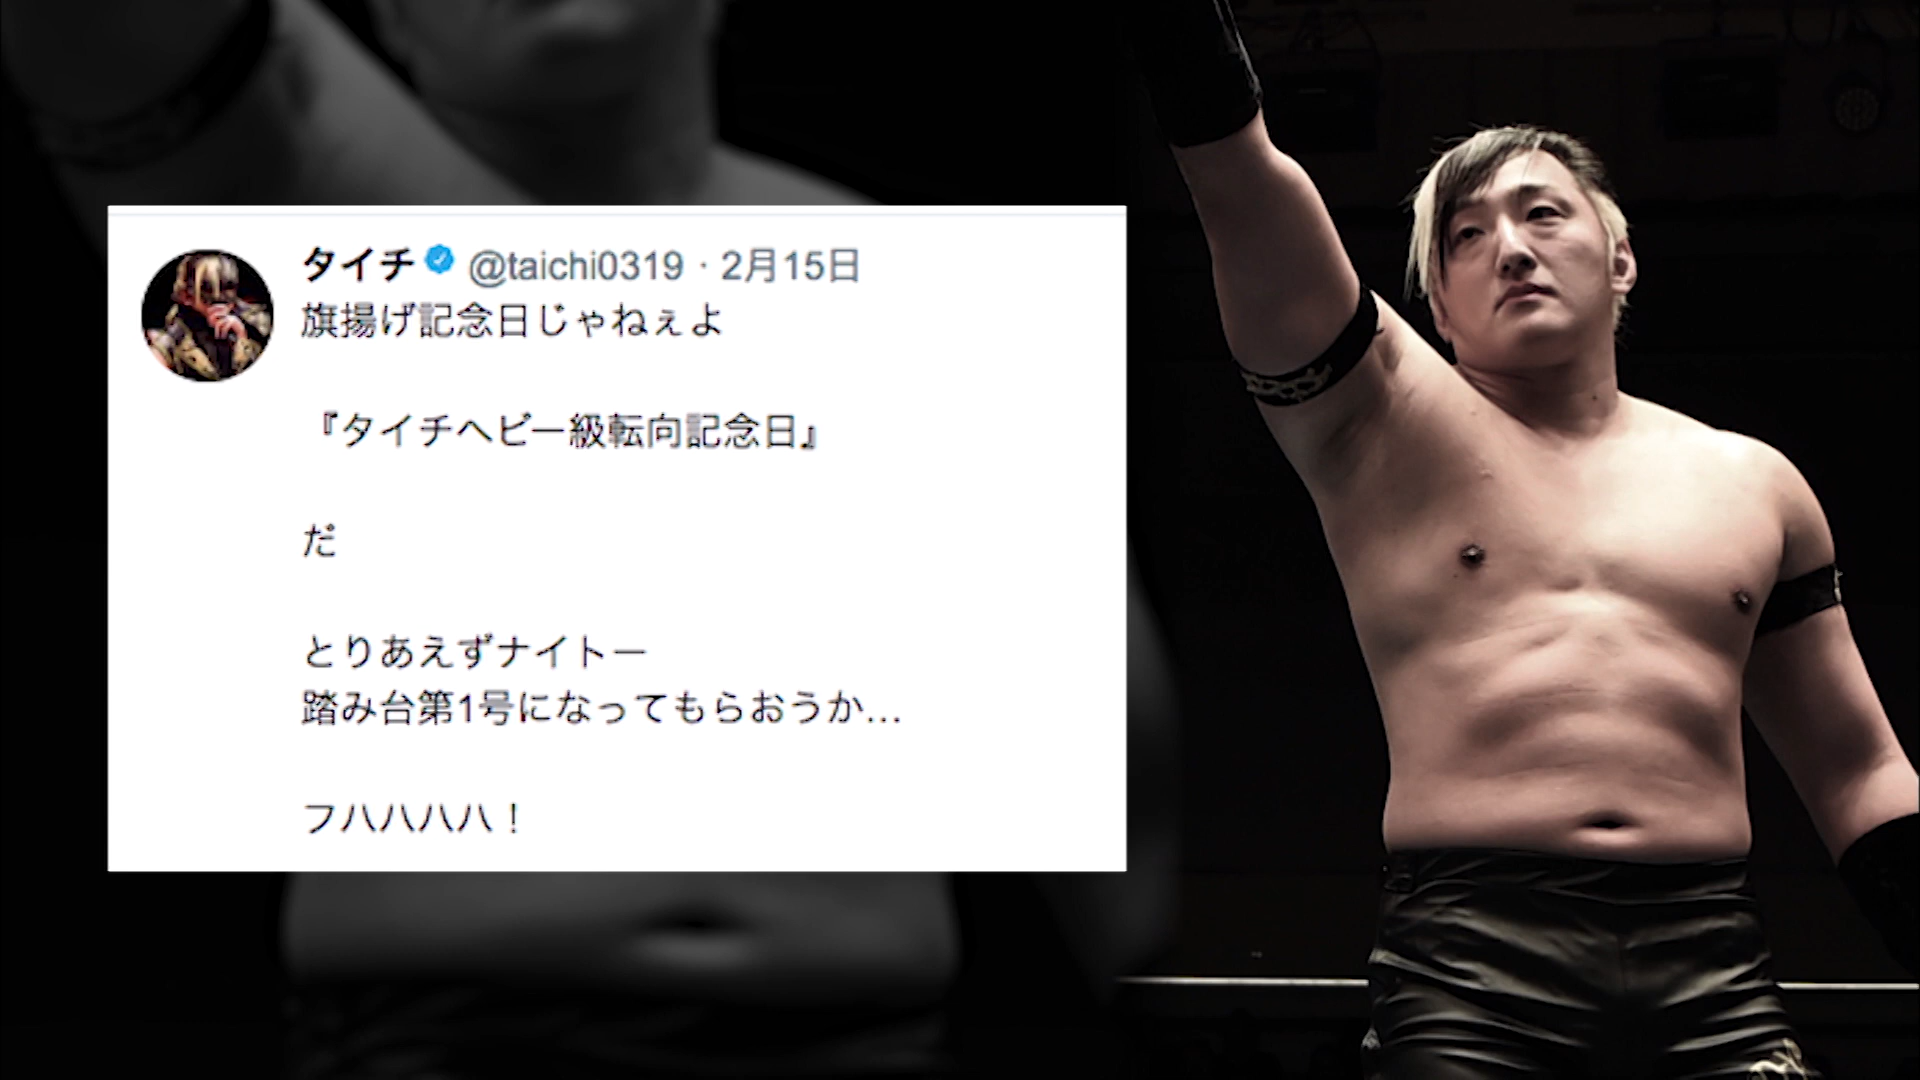 タイチ @taichi0319 · 2月15日
旗揚げ記念日じゃねぇよ
『タイチヘビー級転向記念日』
だ
とりあえずナイトー
踏み台第1号になってもらおうか...
フハハハハ！